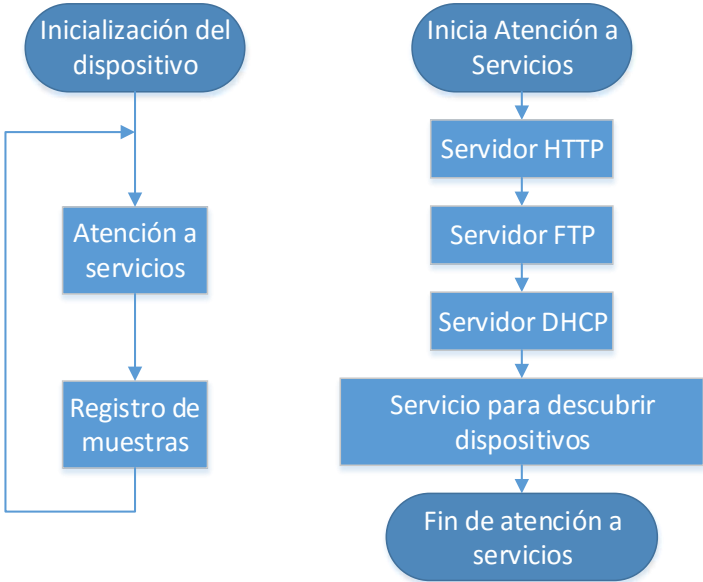 Inicialización del
dispositivo
Atención a
servicios
Registro de
muestras
Inicia Atención a
Servicios
Servidor HTTP
Servidor FTP
Servidor DHCP
Servicio para descubrir
dispositivos
Fin de atención a
servicios